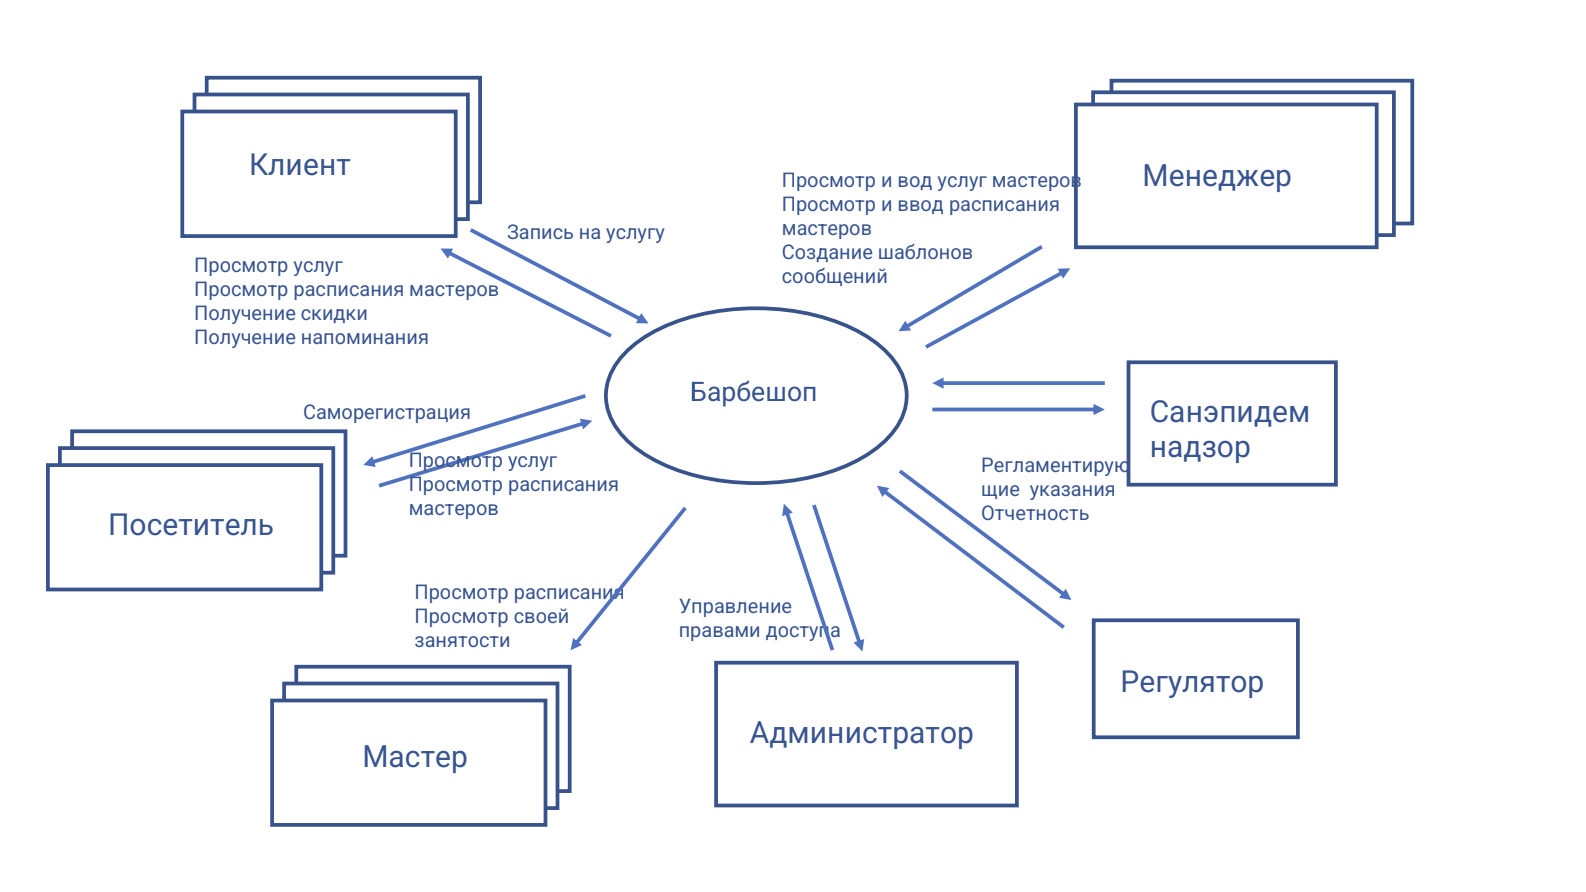 Клиент
Менеджер
Просмотр и вод услуг мастеров
Просмотр и ввод расписания
мастеров
Создание шаблонов
сообщений
Запись на услугу
Просмотр услуг
Просмотр расписания мастеров
Получение скидки
Получение напоминания
Барбешоп
Санэпидем
надзор
Саморегистрация
Просмотр услуг
Просмотр расписания
мастеров
Регламентирую
щие указания
Отчетность
Посетитель
Просмотр расписания
Просмотр своей
занятости
Управление
правами доступа
Регулятор
Администратор
Мастер